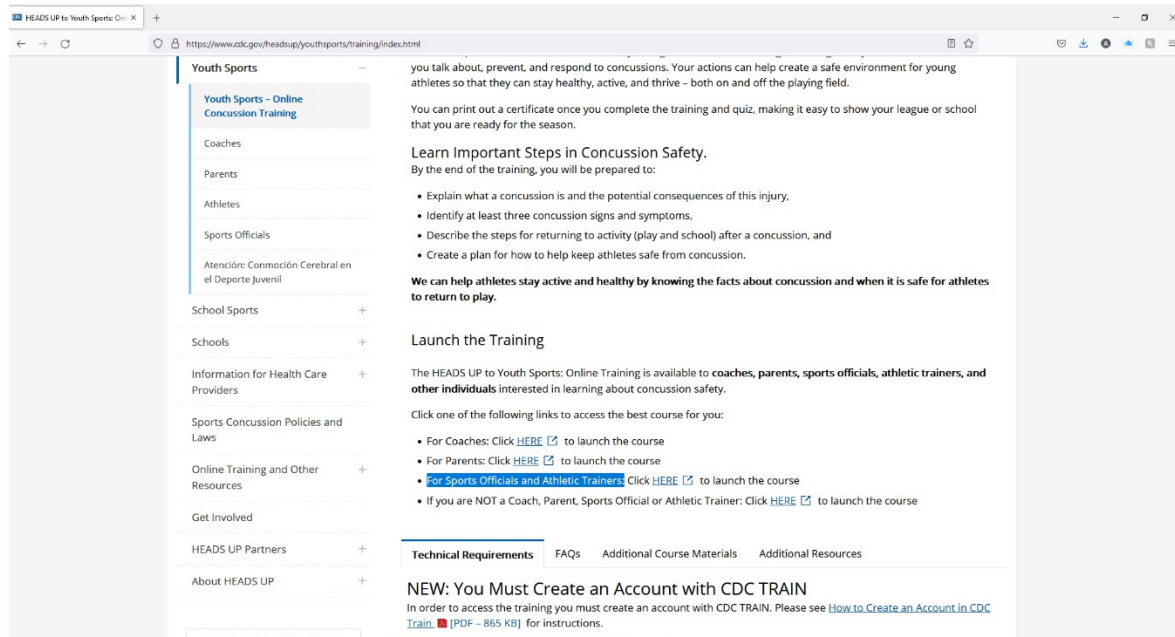 HEADS UP to Youth Sports: Onli
https://www.cdc.gov/headsup/youthsports/training/index.html
Youth Sports
Youth Sports – Online
Concussion Training
Coaches
Parents
Athletes
Sports Officials
Atención: Conmoción Cerebral en
el Deporte Juvenil
School Sports
Schools
Information for Health Care
Providers
Sports Concussion Policies and
Laws
Online Training and Other
Resources
Get Involved
HEADS UP Partners
About HEADS UP
you talk about, prevent, and respond to concussions. Your actions can help create a safe environment for young
athletes so that they can stay healthy, active, and thrive – both on and off the playing field.
You can print out a certificate once you complete the training and quiz, making it easy to show your league or school
that you are ready for the season.
Learn Important Steps in Concussion Safety.
By the end of the training, you will be prepared to:
• Explain what a concussion is and the potential consequences of this injury,
• Identify at least three concussion signs and symptoms,
• Describe the steps for returning to activity (play and school) after a concussion, and
• Create a plan for how to help keep athletes safe from concussion.
We can help athletes stay active and healthy by knowing the facts about concussion and when it is safe for athletes
to return to play.
Launch the Training
The HEADS UP to Youth Sports: Online Training is available to coaches, parents, sports officials, athletic trainers, and
other individuals interested in learning about concussion safety.
Click one of the following links to access the best course for you:
• For Coaches: Click HERE to launch the course
• For Parents: Click HERE to launch the course
• For Sports Officials and Athletic Trainers: Click HERE to launch the course
• If you are NOT a Coach, Parent, Sports Official or Athletic Trainer: Click HERE to launch the course
Technical Requirements FAQs Additional Course Materials Additional Resources
NEW: You Must Create an Account with CDC TRAIN
In order to access the training you must create an account with CDC TRAIN. Please see How to Create an Account in CDC
Train [PDF – 865 KB] for instructions.